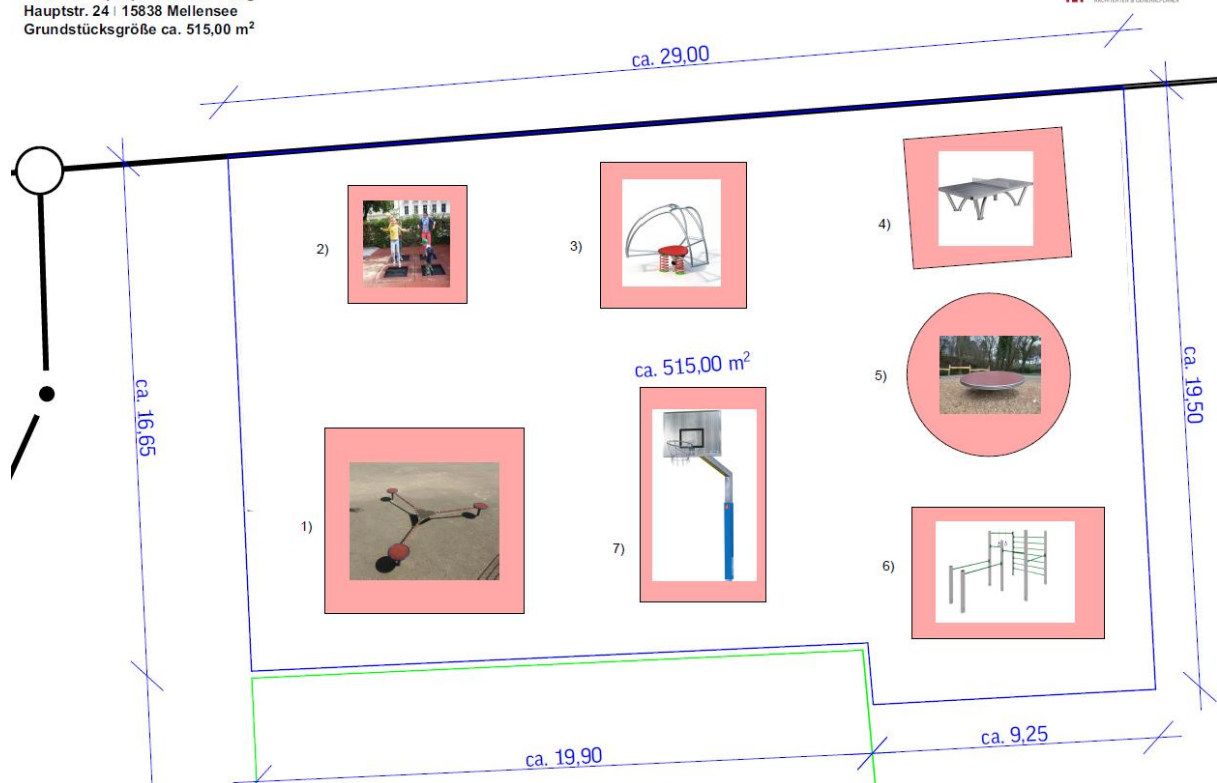 Hauptstr. 24 | 15838 Mellensee
Grundstücksgröße ca. 515,00 m²
ca. 29,00
2)
3)
4)
ca. 515,00 m²
5)
ca. 16,65
ca. 19,50
1)
7)
6)
ca. 19,90
ca. 9,25